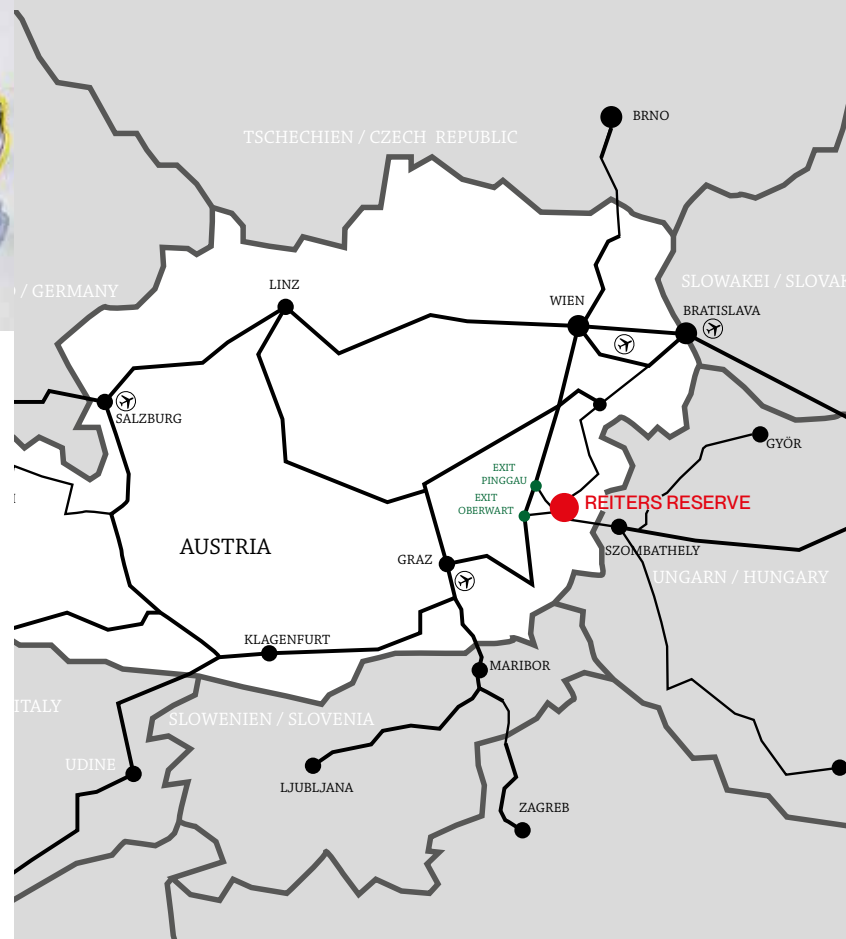 BRNO
TSCHECHIEN / CZECH REPUBLIC
/ GERMANY
LINZ
SLOWAKEI / SLOVAK
WIEN
BRATISLAVA
SALZBURG
GYÖR
EXIT
PINGGAU
EXIT
OBERWART
REITERS RESERVE
AUSTRIA
SZOMBATHELY
GRAZ
UNGARN / HUNGARY
KLAGENFURT
MARIBOR
ITALY
SLOWENIEN / SLOVENIA
UDINE
LJUBLJANA
ZAGREB